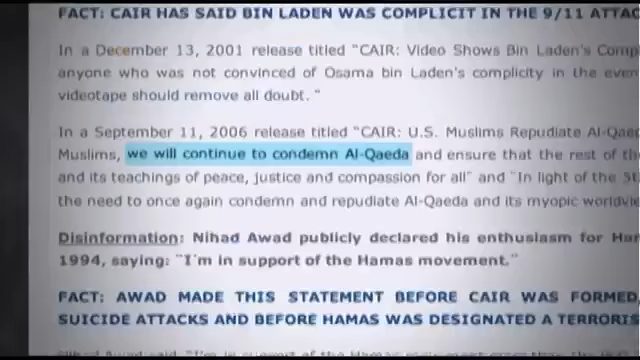 FACT: CAIR HAS SAID BIN LADEN WAS COMPLICIT IN THE 9/11
In a December 13, 2001 release titled "CAIR: Video Shows Bin Laden's
anyone who was not convinced of Osama bin Laden's complicity in the
videotape should remove all doubt. "
In a September 11, 2006 release titled "CAIR: U.S. Muslims Repudiate
Muslims, we will continue to condemn Al-Qaeda and ensure that the rest of
and its teachings of peace, justice and compassion for all" and "In light of the
the need to once again condemn and repudiate Al-Qaeda and its myopic
Disinformation: Nihad Awad publicly declared his enthusiasm for
1994, saying: "I'm in support of the Hamas movement."
FACT: AWAD MADE THIS STATEMENT BEFORE CAIR WAS FORMED,
SUICIDE ATTACKS AND BEFORE HAMAS WAS DESIGNATED A